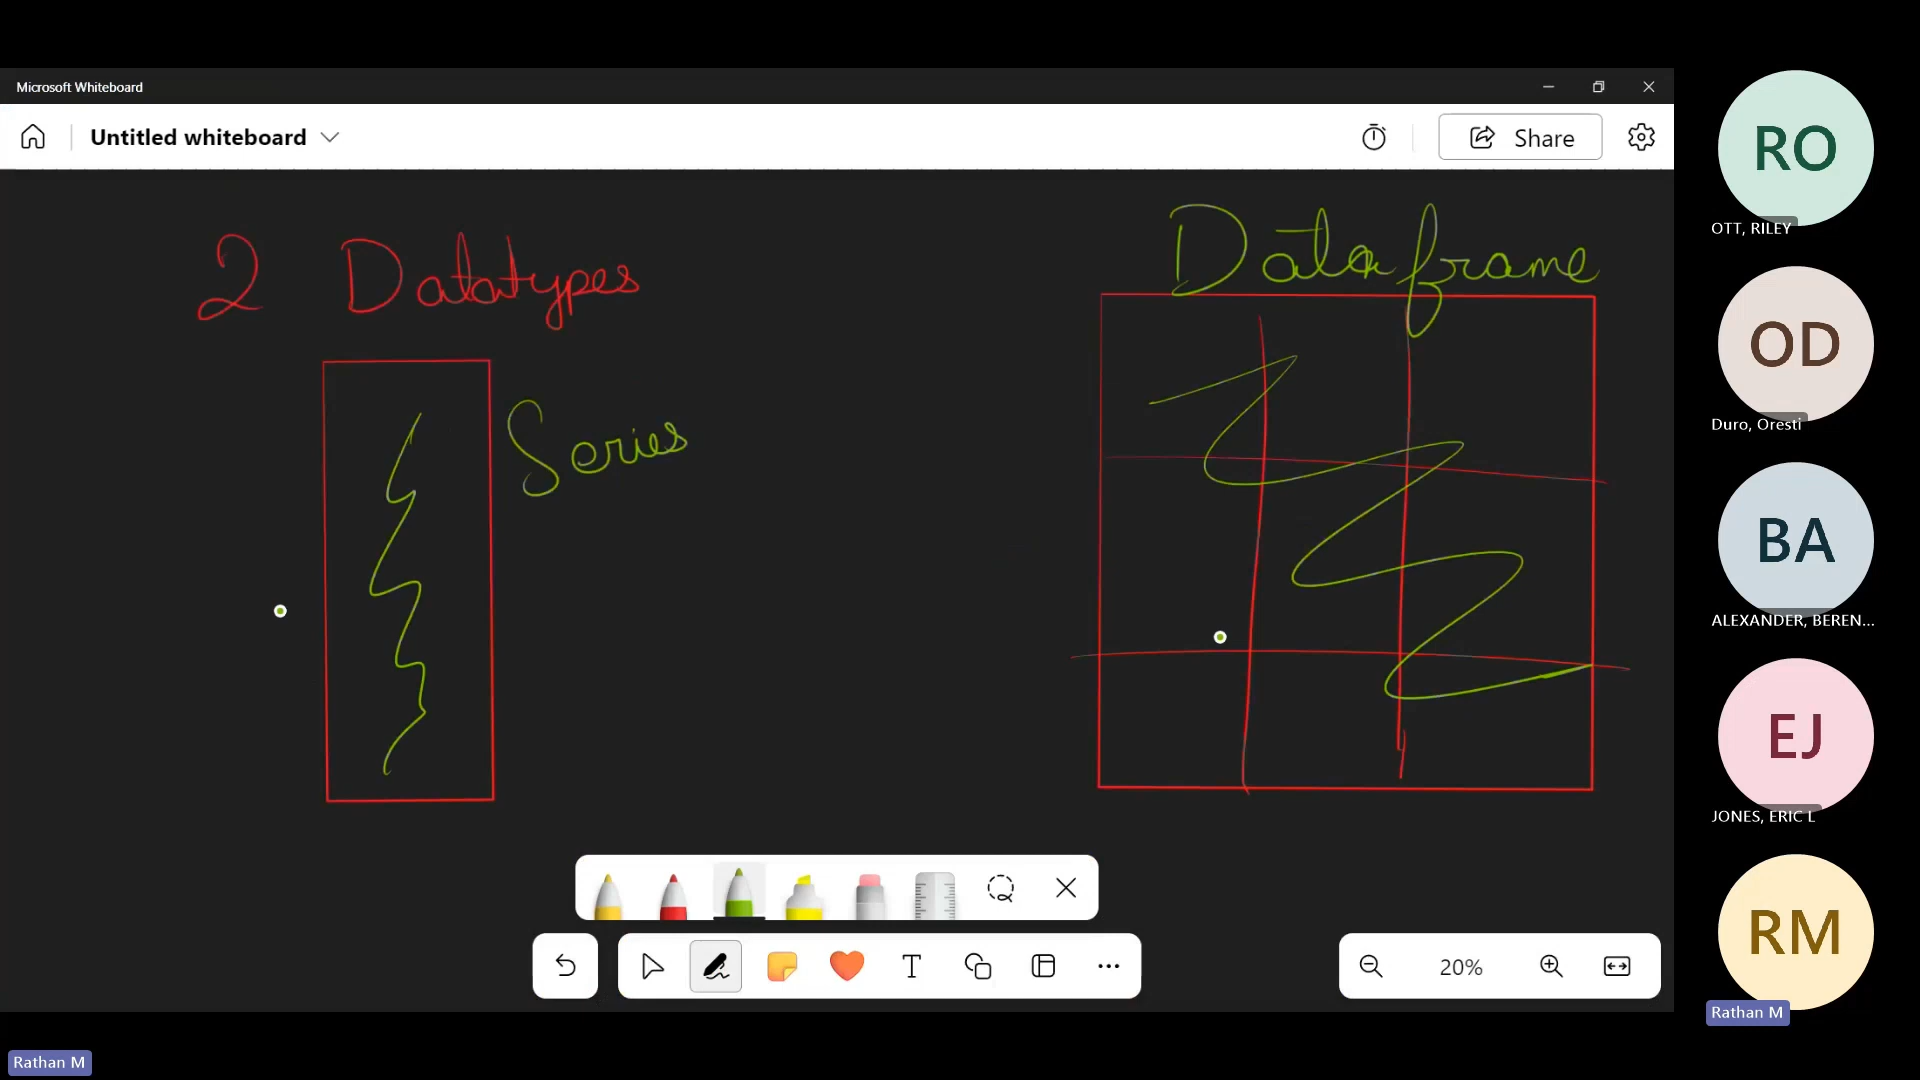 Microsoft Whiteboard
Untitled whiteboard
Share
2 Datatypes
Dataframe
Series
20%
RO
OTT, RILEY
OD
Duro, Oresti
BA
ALEXANDER, BEREN...
EJ
JONES, ERIC L
RM
Rathan M
Rathan M